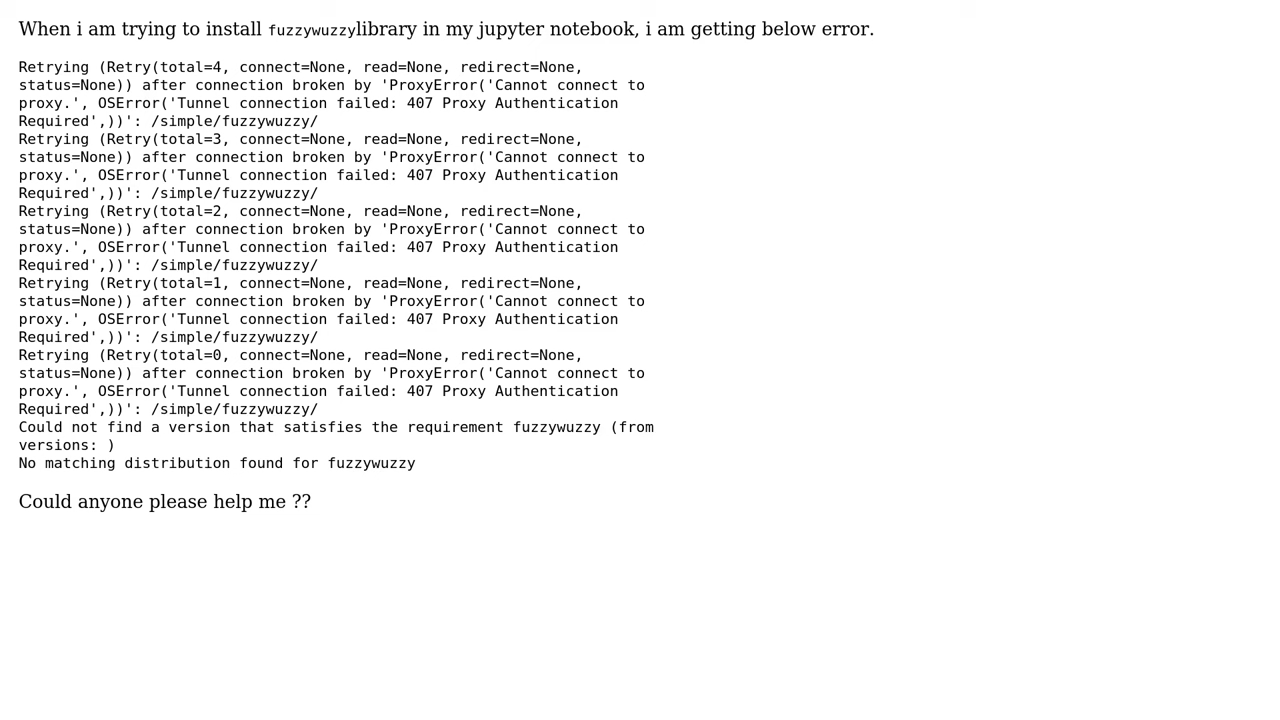 When i am trying to install fuzzywuzzylibrary in my jupyter notebook, i am getting below error.
Retrying (Retry(total=4, connect=None, read=None, redirect=None,
status=None)) after connection broken by 'ProxyError('Cannot connect to
proxy.', OSError('Tunnel connection failed: 407 Proxy Authentication
Required',))': /simple/fuzzywuzzy/
Retrying (Retry(total=3, connect=None, read=None, redirect=None,
status=None)) after connection broken by 'ProxyError('Cannot connect to
proxy.', OSError('Tunnel connection failed: 407 Proxy Authentication
Required',))': /simple/fuzzywuzzy/
Retrying (Retry(total=2, connect=None, read=None, redirect=None,
status=None)) after connection broken by 'ProxyError('Cannot connect to
proxy.', OSError('Tunnel connection failed: 407 Proxy Authentication
Required',))': /simple/fuzzywuzzy/
Retrying (Retry(total=1, connect=None, read=None, redirect=None,
status=None)) after connection broken by 'ProxyError('Cannot connect to
proxy.', OSError('Tunnel connection failed: 407 Proxy Authentication
Required',))': /simple/fuzzywuzzy/
Retrying (Retry(total=0, connect=None, read=None, redirect=None,
status=None)) after connection broken by 'ProxyError('Cannot connect to
proxy.', OSError('Tunnel connection failed: 407 Proxy Authentication
Required',))': /simple/fuzzywuzzy/
Could not find a version that satisfies the requirement fuzzywuzzy (from
versions: )
No matching distribution found for fuzzywuzzy
Could anyone please help me ??